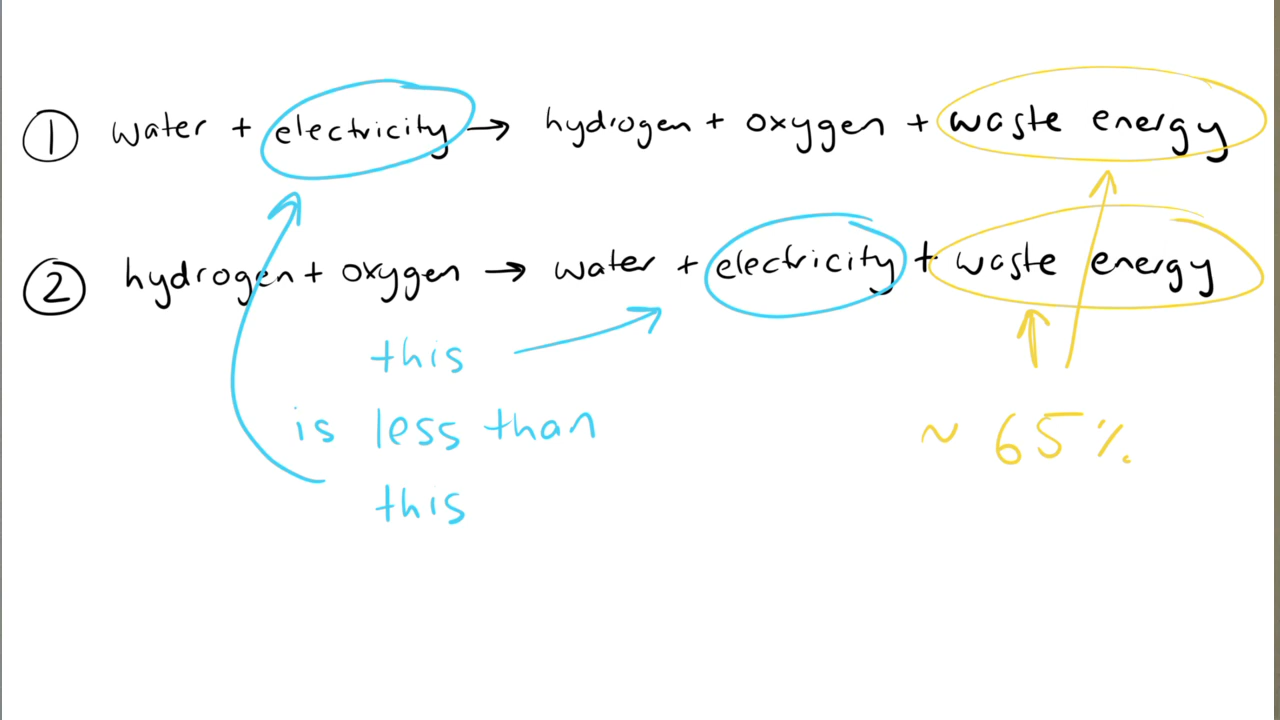 ① water + electricity → hydrogen + oxygen + waste energy
② hydrogen + oxygen → water + electricity + waste energy
this
is less than
this
~ 65%